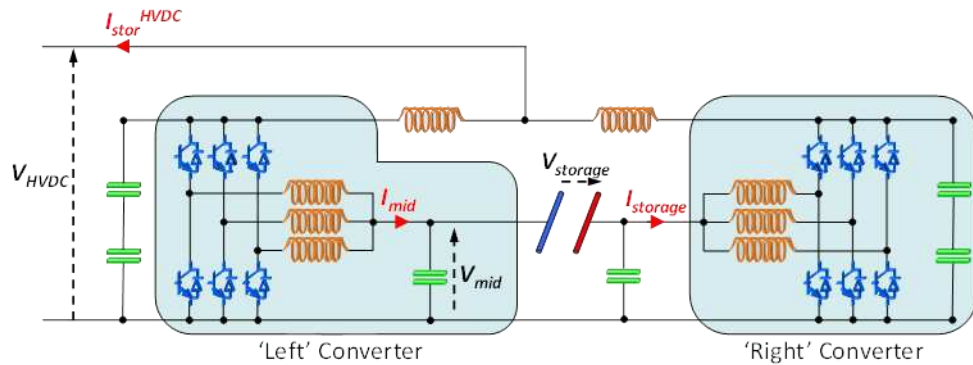 I_stor^HVDC
V_HVDC
V_storage
I_mid
I_storage
V_mid
'Left' Converter
'Right' Converter